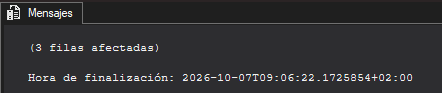 Mensajes
(3 filas afectadas)
Hora de finalización: 2026-10-07T09:06:22.1725854+02:00